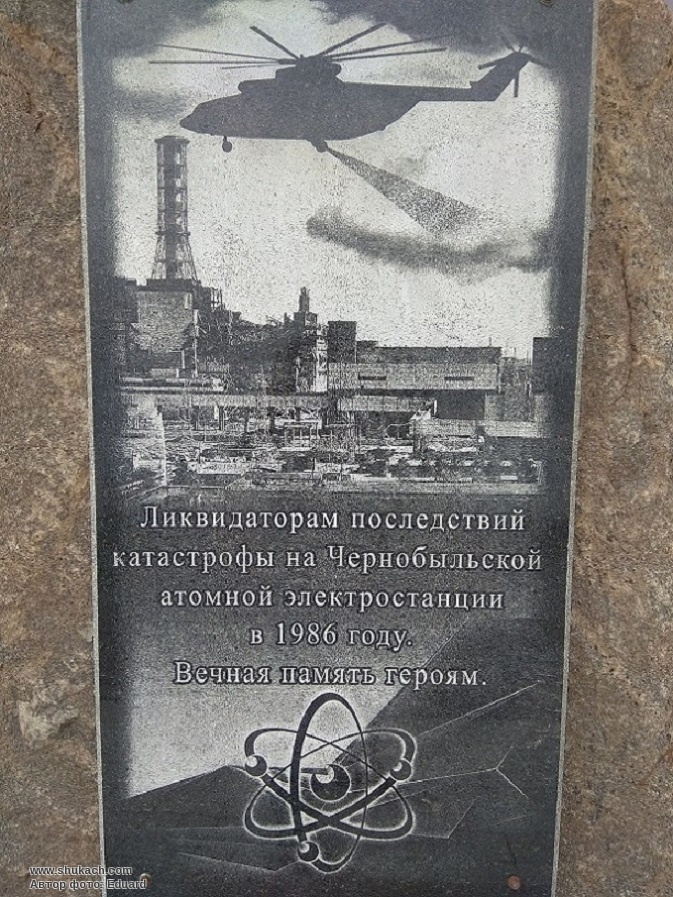 Ликвидаторам последствий
катастрофы на Чернобыльской
атомной электростанции
в 1986 году.
Вечная память героям.
www.shukach.com
Автор фото: Eduard